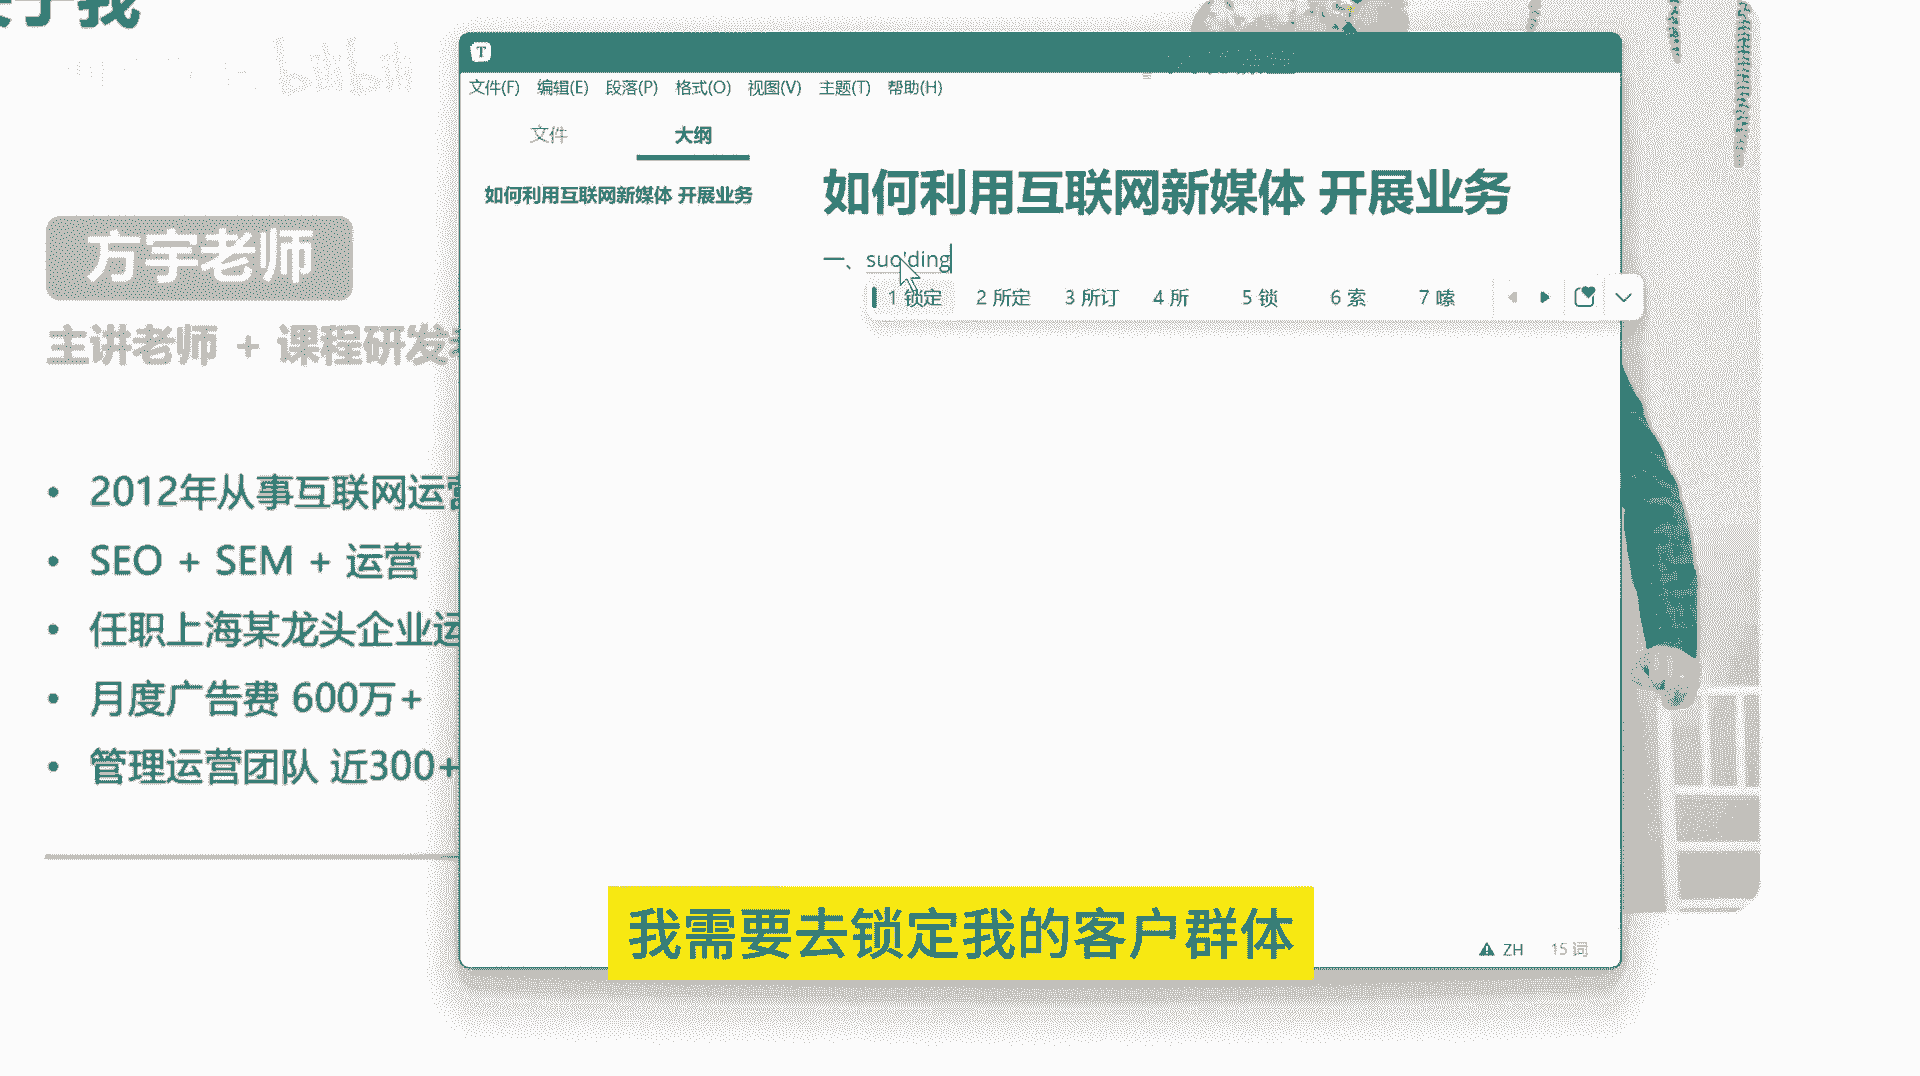 bilibili
T
文件(F) 编辑(E) 段落(P) 格式(O) 视图(V) 主题(T) 帮助(H)
文件 大纲
如何利用互联网新媒体 开展业务
如何利用互联网新媒体 开展业务
一、suo'ding
1 锁定 2 所定 3 所订 4 所 5 锁 6 索 7 嗦
方宇老师
主讲老师 + 课程研发
• 2012年从事互联网运营
• SEO + SEM + 运营
• 任职上海某龙头企业运
• 月度广告费 600万+
• 管理运营团队 近300+
我需要去锁定我的客户群体
ZH 15 词